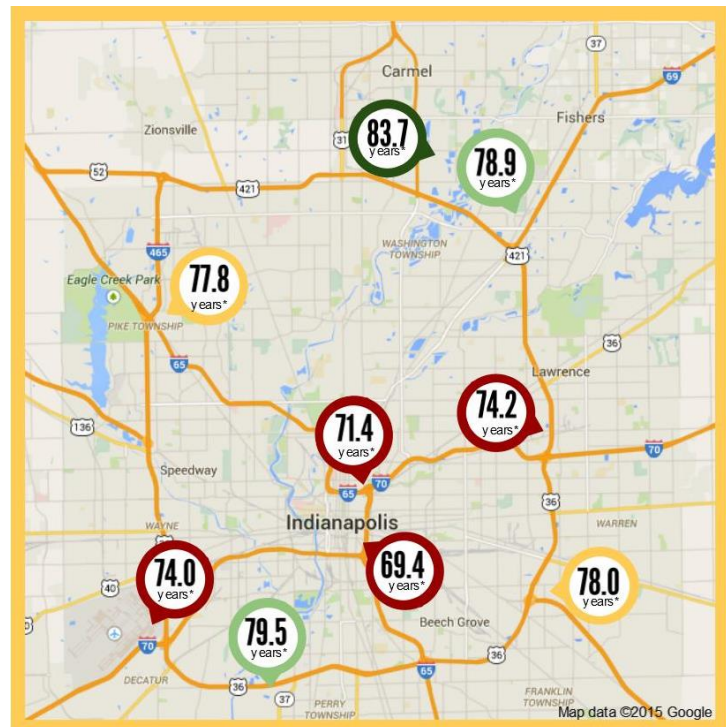 37
69
Carmel
Fishers
Zionsville
31
83.7
years*
78.9
years*
52
421
WASHINGTON
TOWNSHIP
421
465
Eagle Creek Park
77.8
years*
PIKE TOWNSHIP
36
65
Lawrence
74.2
years*
136
71.4
years*
70
Speedway
70
65
36
Indianapolis
WAYNE
WARREN
74.0
years*
69.4
years*
78.0
years*
40
79.5
years*
Beech Grove
70
36
65
DECATUR
36
37
PERRY
TOWNSHIP
FRANKLIN
TOWNSHIP
Map data ©2015 Google